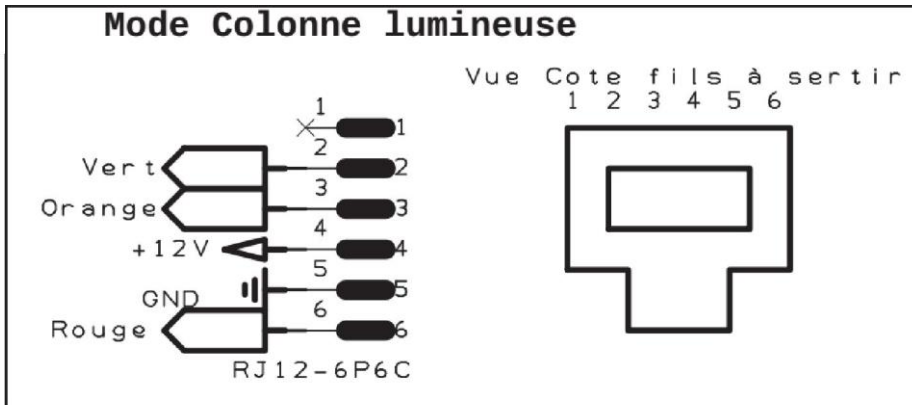 Mode Colonne lumineuse
Vue Cote fils à sertir
1 2 3 4 5 6
1
1
2
Vert
2
3
Orange
3
4
+12V
4
5
GND
5
6
Rouge
6
RJ12-6P6C